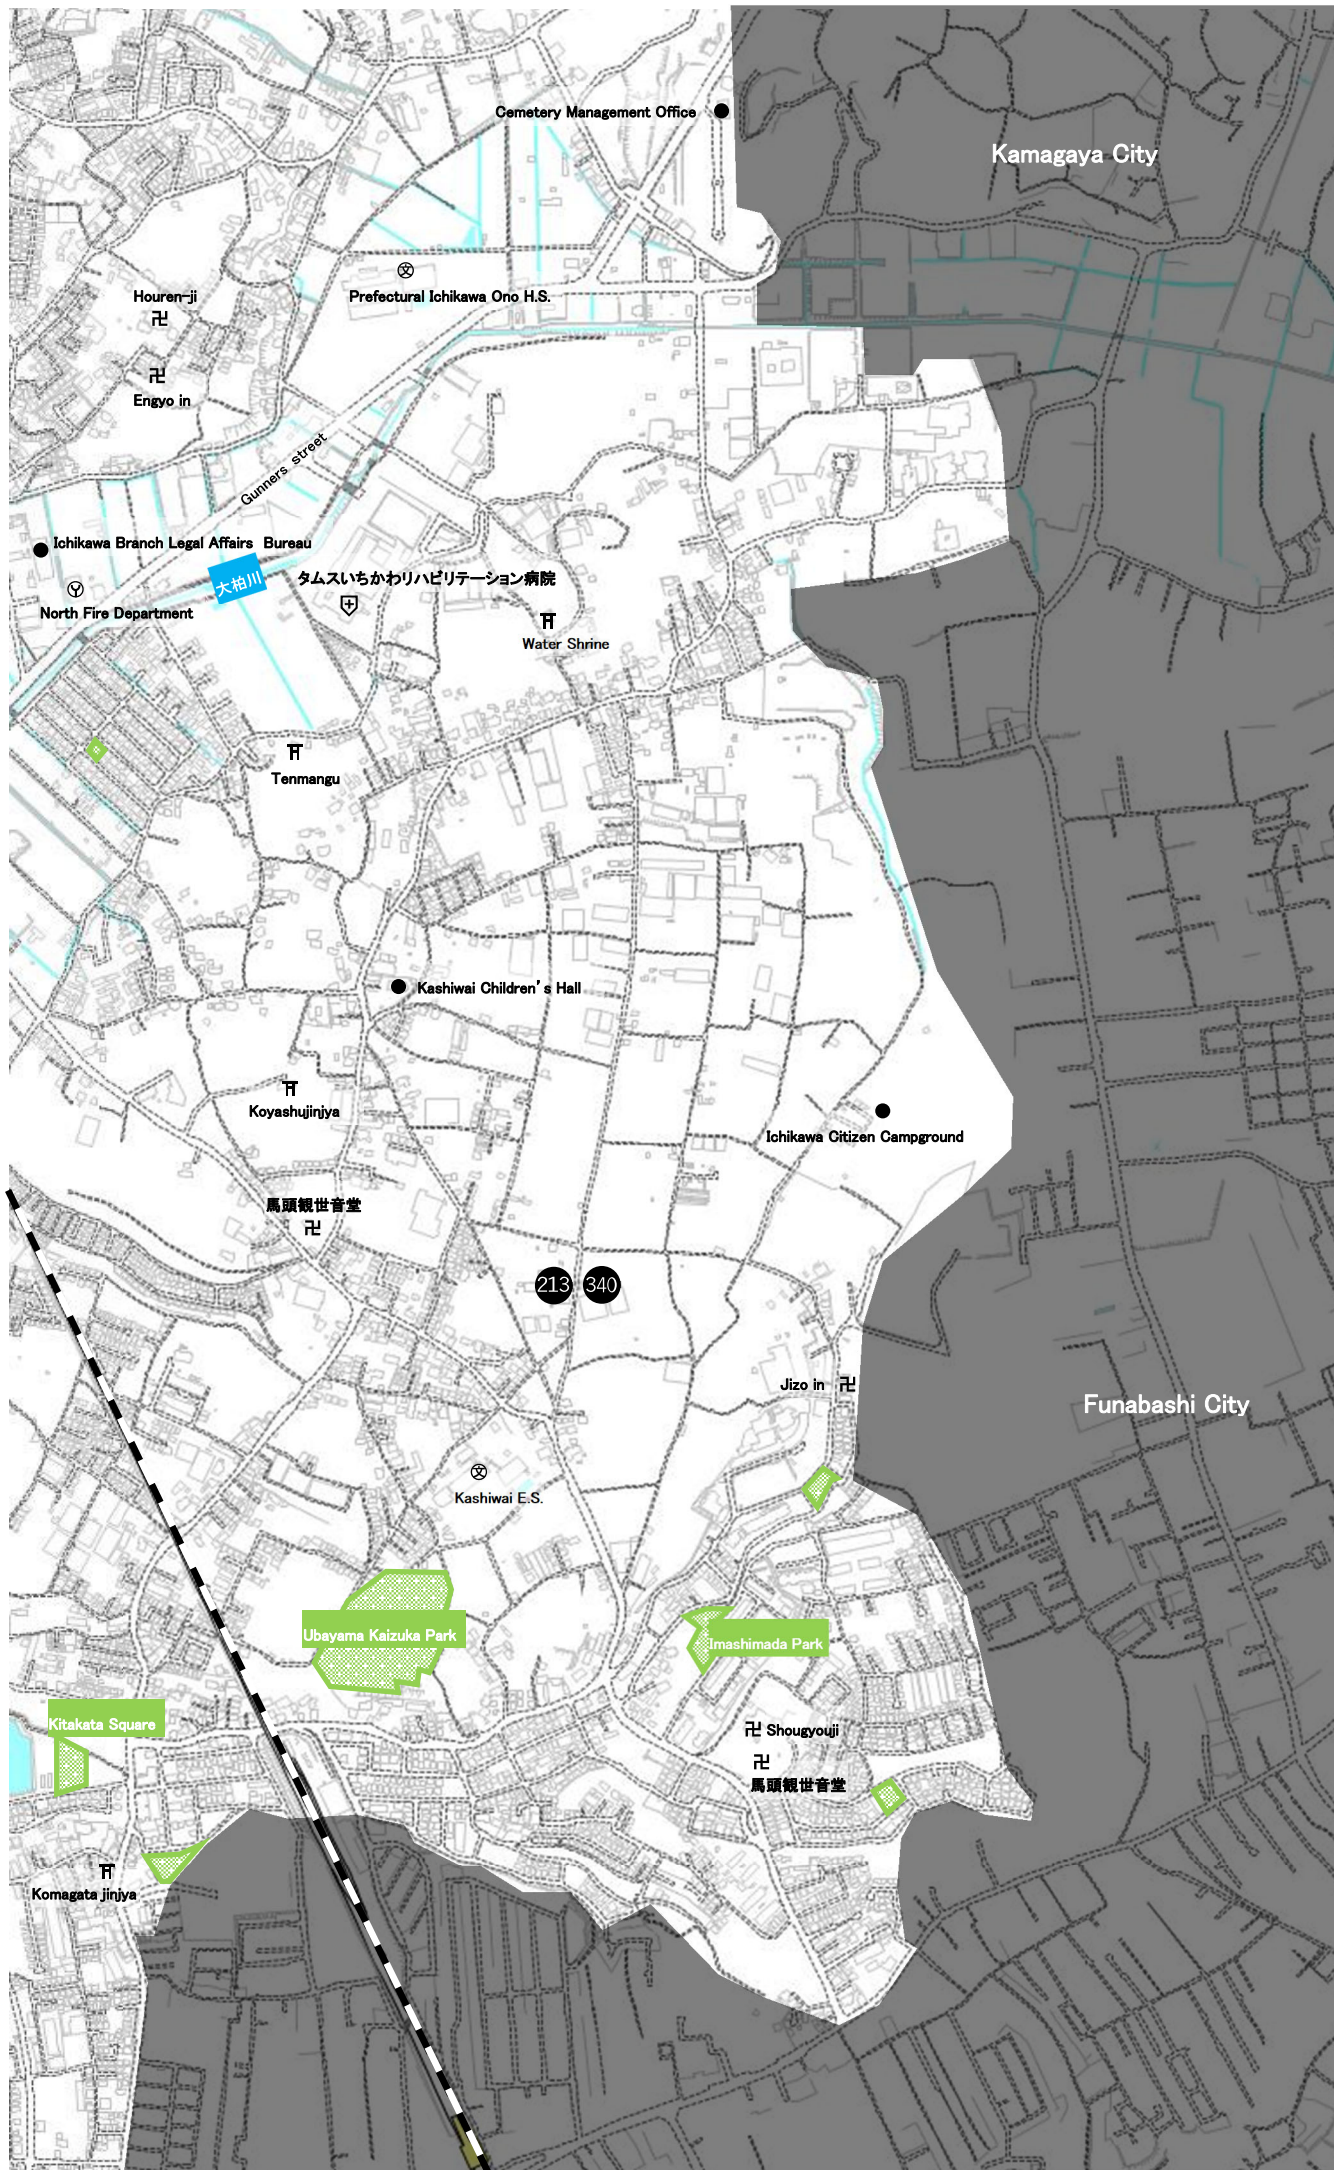 Cemetery Management Office
Kamagaya City
Houren-ji
Prefectural Ichikawa Ono H.S.
Engyo in
Gunners street
Ichikawa Branch Legal Affairs Bureau
大柏川
タムスいちかわリハビリテーション病院
North Fire Department
Water Shrine
Tenmangu
Kashiwai Children's Hall
Koyashujinjya
Ichikawa Citizen Campground
馬頭観世音堂
213
340
Jizo in
Funabashi City
Kashiwai E.S.
Ubayama Kaizuka Park
Imashimada Park
Kitakata Square
Shougyouji
馬頭観世音堂
Komagata jinjya